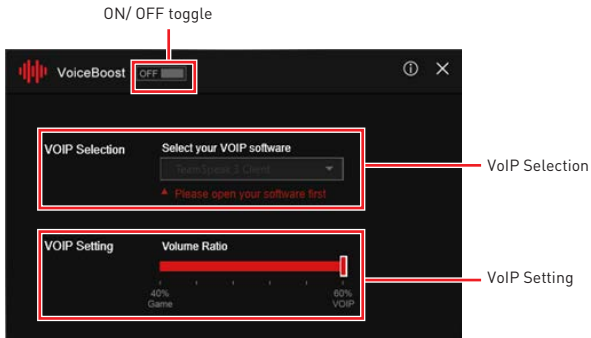 ON/ OFF toggle
VoiceBoost OFF
VOIP Selection
Select your VOIP software
TeamSpeak 3 Client
Please open your software first
VoIP Selection
VOIP Setting
Volume Ratio
40%
Game
60%
VOIP
VoIP Setting